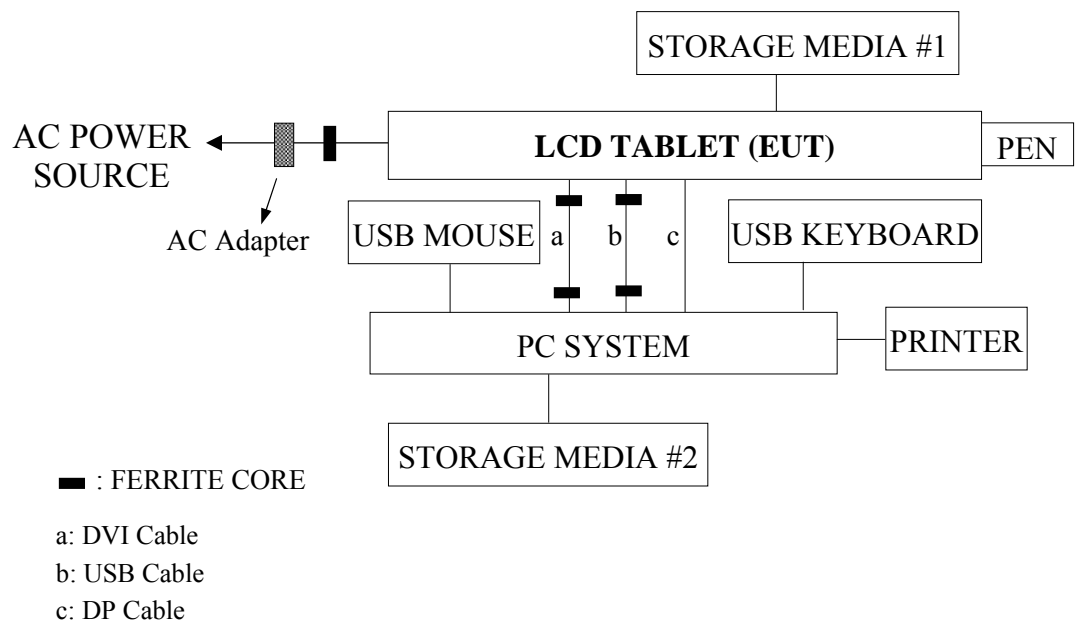 STORAGE MEDIA #1
AC POWER
SOURCE
LCD TABLET (EUT)
PEN
AC Adapter
USB MOUSE
a
b
c
USB KEYBOARD
PC SYSTEM
PRINTER
STORAGE MEDIA #2
: FERRITE CORE
a: DVI Cable
b: USB Cable
c: DP Cable